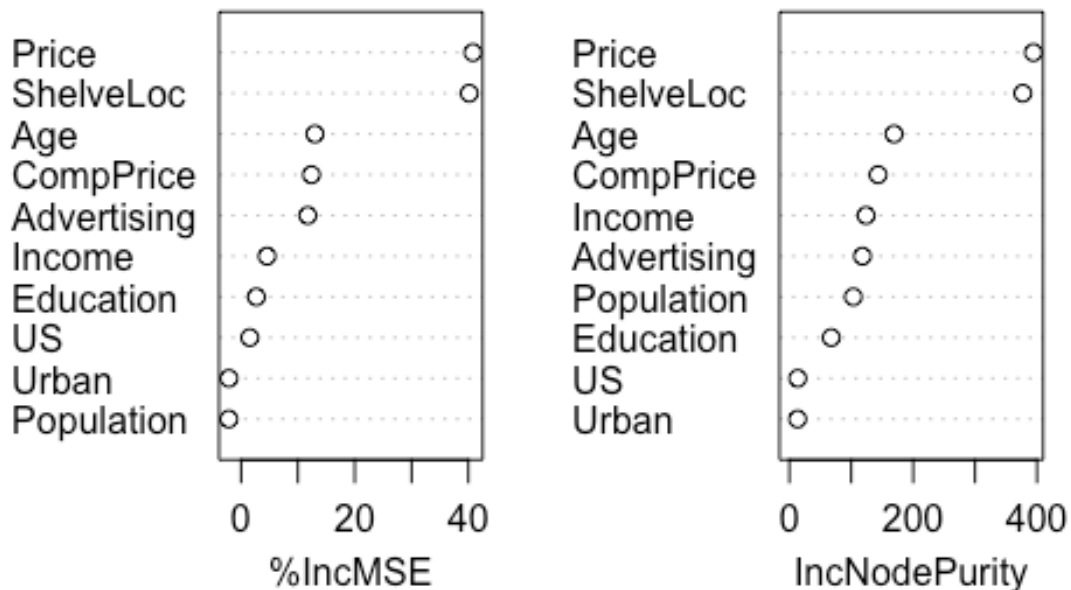 Price
ShelveLoc
Age
CompPrice
Advertising
Income
Education
US
Urban
Population
0 20 40
%IncMSE
Price
ShelveLoc
Age
CompPrice
Income
Advertising
Population
Education
US
Urban
0 200 400
IncNodePurity